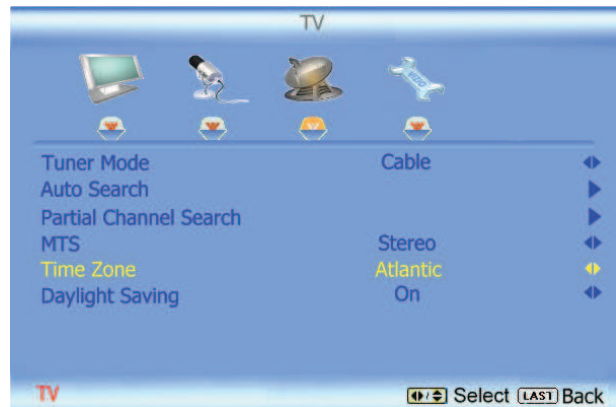 TV
Tuner Mode Cable
Auto Search
Partial Channel Search
MTS Stereo
Time Zone Atlantic
Daylight Saving On
TV Select LAST Back